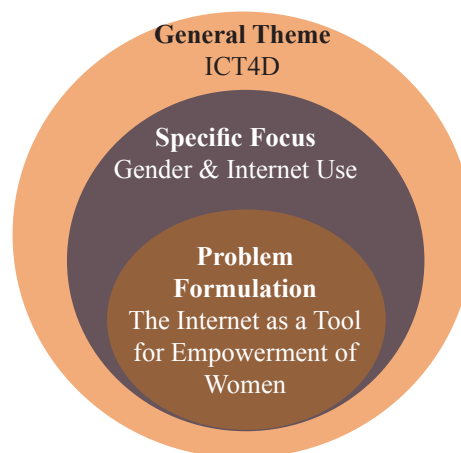 General Theme
ICT4D
Specific Focus
Gender & Internet Use
Problem
Formulation
The Internet as a Tool
for Empowerment of
Women